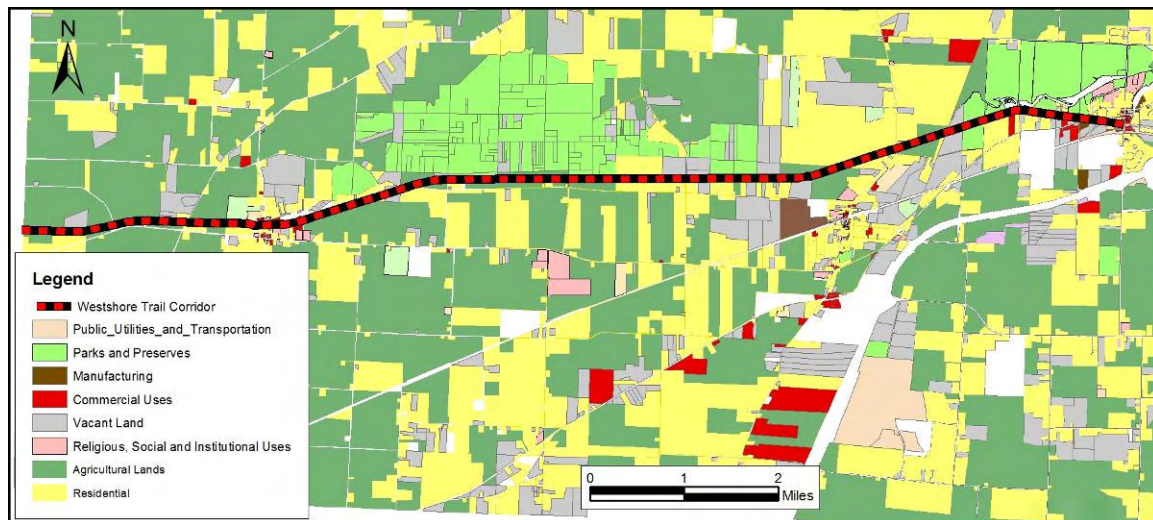 N
Legend
Westshore Trail Corridor
Public_Utilities_and_Transportation
Parks and Preserves
Manufacturing
Commercial Uses
Vacant Land
Religious, Social and Institutional Uses
Agricultural Lands
Residential
0 1 2
Miles